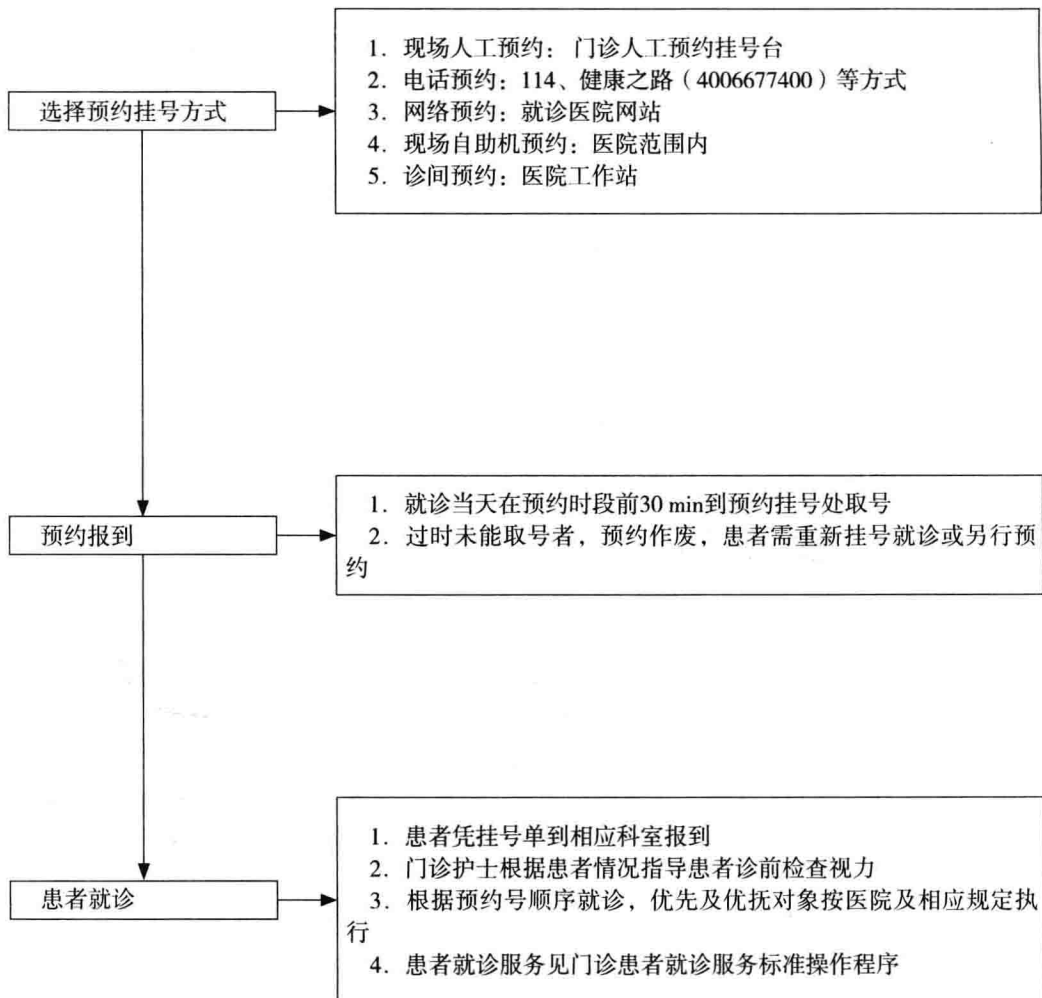 选择预约挂号方式
1. 现场人工预约： 门诊人工预约挂号台
2. 电话预约：114、健康之路（4006677400）等方式
3. 网络预约：就诊医院网站
4. 现场自助机预约：医院范围内
5. 诊间预约：医院工作站
预约报到
1. 就诊当天在预约时段前30 min到预约挂号处取号
2. 过时未能取号者，预约作废，患者需重新挂号就诊或另行预
约
患者就诊
1. 患者凭挂号单到相应科室报到
2. 门诊护士根据患者情况指导患者诊前检查视力
3. 根据预约号顺序就诊，优先及优抚对象按医院及相应规定执
行
4. 患者就诊服务见门诊患者就诊服务标准操作程序